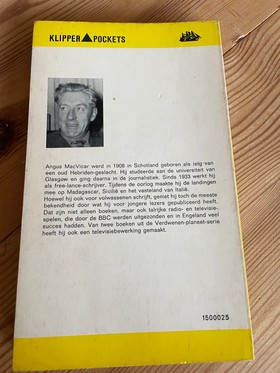 KLIPPER POCKETS
Angus MacVicar werd in 1908 in Schotland geboren als telg van
een oud Hebriden-geslacht. Hij studeerde aan de universiteit van
Glasgow en ging daarna in de journalistiek. Sinds 1933 werkt hij
als free-lance-schrijver. Tijdens de oorlog maakte hij de landingen
mee op Madagascar, Sicilië en het vasteland van Italië.
Hoewel hij ook voor volwassenen schrijft, geniet hij toch de meeste
bekendheid door wat hij voor jongere lezers gepubliceerd heeft.
Dat zijn niet alleen boeken, maar ook talrijke radio- en televisie-
spelen, die door de BBC werden uitgezonden en in Engeland veel
succes hadden. Van twee boeken uit de Verdwenen-planeet-serie
heeft hij ook een televisiebewerking gemaakt.
1500025